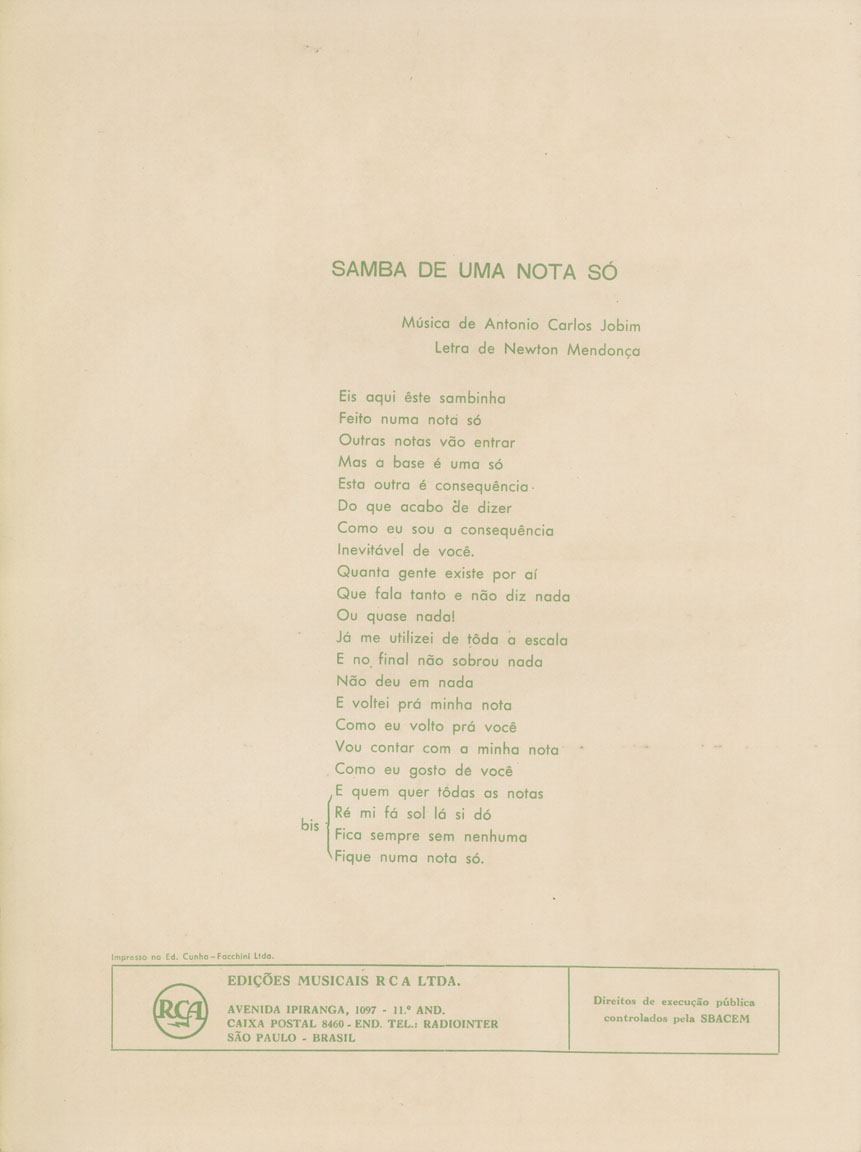 SAMBA DE UMA NOTA SÓ
Música de Antonio Carlos Jobim
Letra de Newton Mendonça
Eis aqui êste sambinha
Feito numa nota só
Outras notas vão entrar
Mas a base é uma só
Esta outra é consequência
Do que acabo de dizer
Como eu sou a consequência
Inevitável de você.
Quanta gente existe por aí
Que fala tanto e não diz nada
Ou quase nada!
Já me utilizei de tôda a escala
E no final não sobrou nada
Não deu em nada
E voltei prá minha nota
Como eu volto prá você
Vou contar com a minha nota
Como eu gosto de você
E quem quer tôdas as notas
Ré mi fá sol lá si dó
bis
Fica sempre sem nenhuma
Fique numa nota só.
Impresso na Ed. Cunha - Facchini Ltda.
EDIÇÕES MUSICAIS RCA LTDA.
RCA
AVENIDA IPIRANGA, 1097 - 11.º AND.
CAIXA POSTAL 8460 - END. TEL.: RADIOINTER
SÃO PAULO - BRASIL
Direitos de execução pública
controlados pela SBACEM